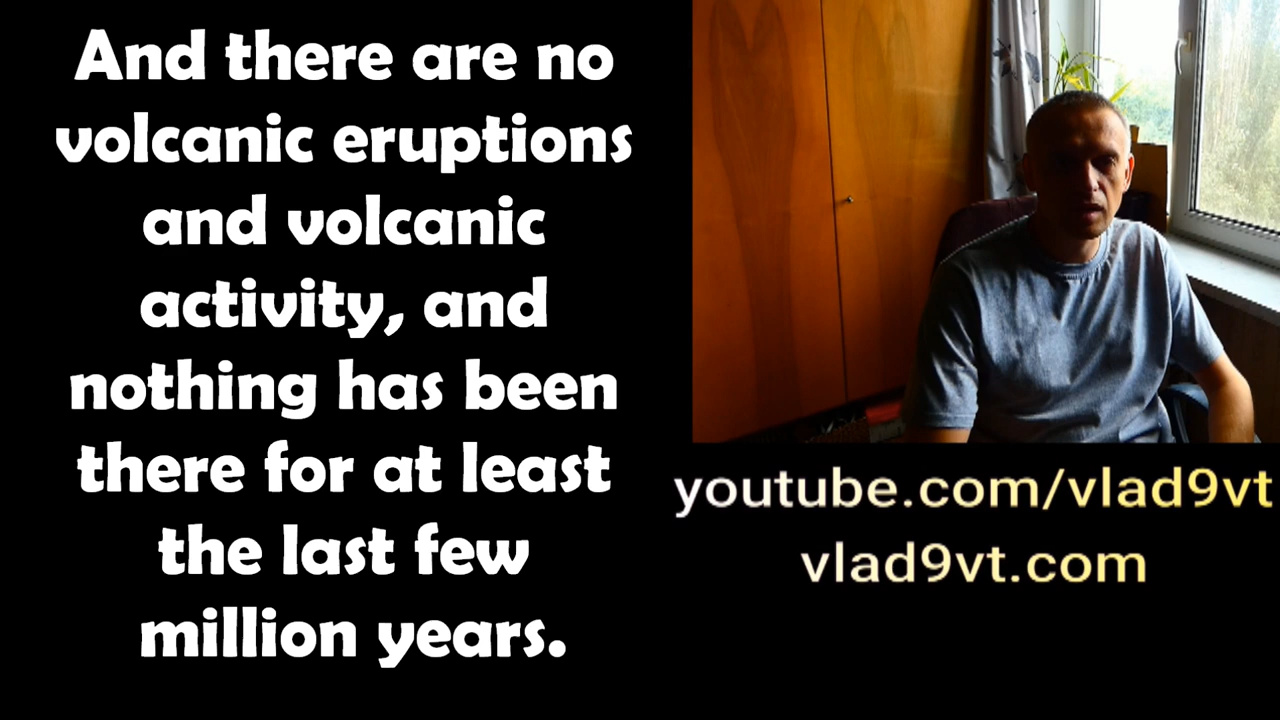 And there are no
volcanic eruptions
and volcanic
activity, and
nothing has been
there for at least
the last few
million years.
youtube.com/vlad9vt
vlad9vt.com